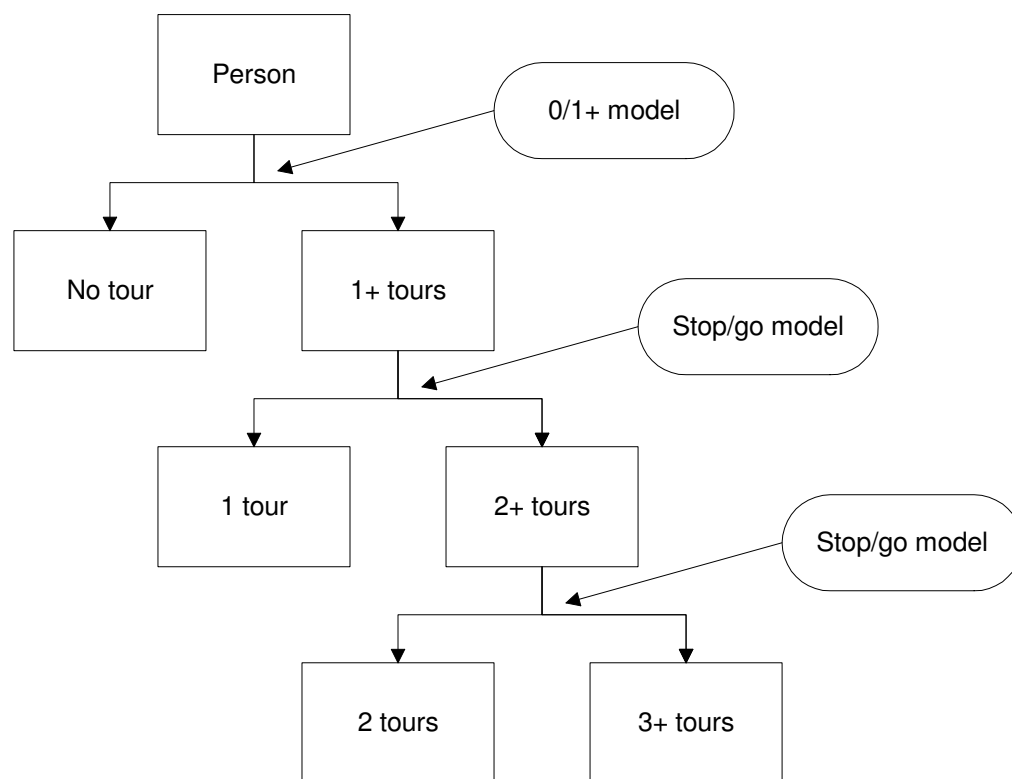 Person
0/1+ model
No tour
1+ tours
Stop/go model
1 tour
2+ tours
Stop/go model
2 tours
3+ tours